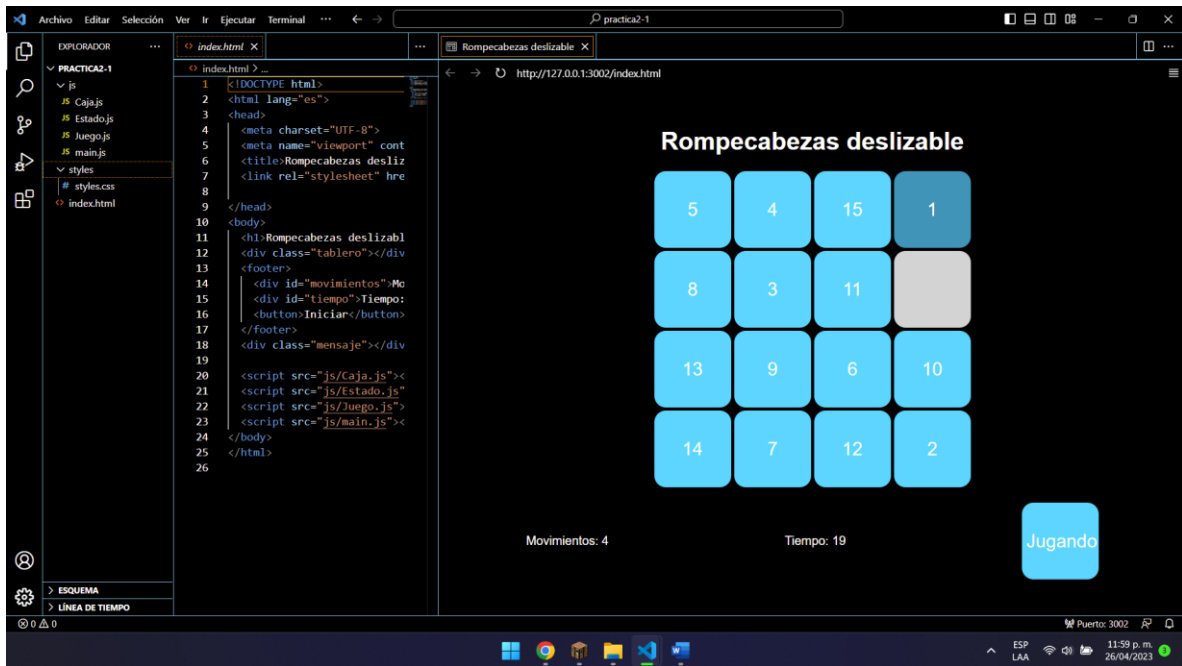 Archivo Editar Selección Ver Ir Ejecutar Terminal ··· practica2-1
EXPLORADOR ···
PRACTICA2-1
js
JS Caja.js
JS Estado.js
JS Juego.js
JS main.js
styles
# styles.css
index.html
ESQUEMA
LÍNEA DE TIEMPO
index.html
index.html > ...
1 <!DOCTYPE html>
2 <html lang="es">
3 <head>
4 <meta charset="UTF-8">
5 <meta name="viewport" cont
6 <title>Rompecabezas desliz
7 <link rel="stylesheet" hre
8
9 </head>
10 <body>
11 <h1>Rompecabezas deslizabl
12 <div class="tablero"></div
13 <footer>
14 <div id="movimientos">Mo
15 <div id="tiempo">Tiempo:
16 <button>Iniciar</button>
17 </footer>
18 <div class="mensaje"></div
19
20 <script src="js/Caja.js"><
21 <script src="js/Estado.js"
22 <script src="js/Juego.js">
23 <script src="js/main.js"><
24 </body>
25 </html>
26
Rompecabezas deslizable
http://127.0.0.1:3002/index.html
Rompecabezas deslizable
5 4 15 1
8 3 11
13 9 6 10
14 7 12 2
Movimientos: 4 Tiempo: 19 Jugando
0 0 Puerto: 3002
ESP LAA 11:59 p. m. 3
26/04/2023